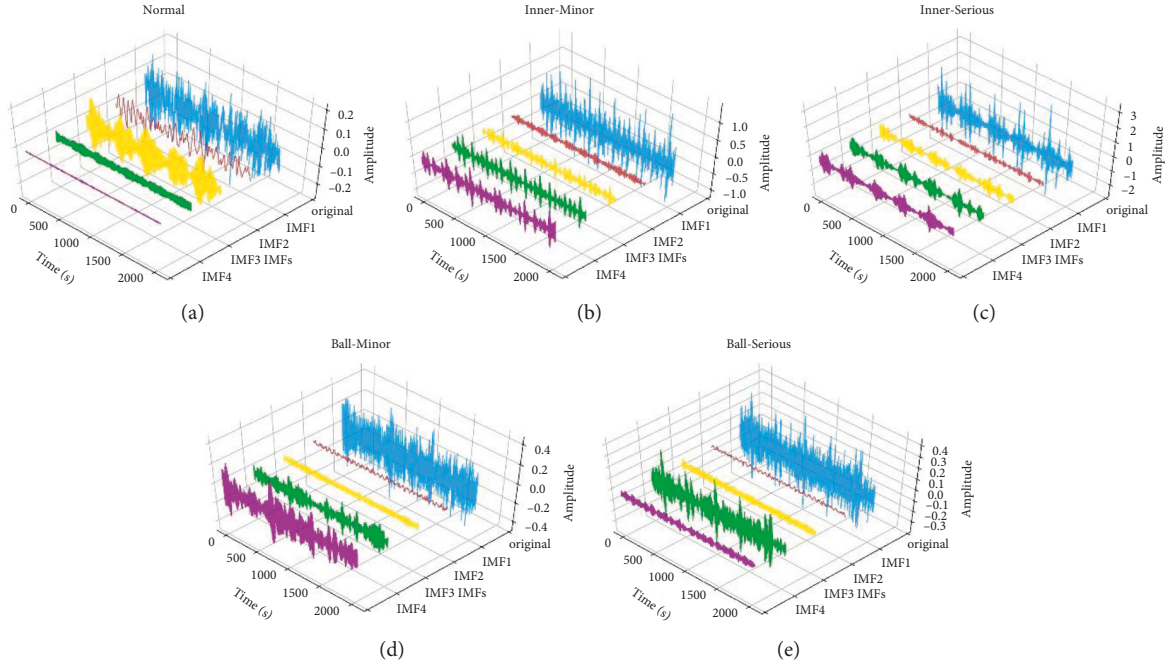 Normal
0.2
0.1
0.0
−0.1
−0.2
Amplitude
original
IMF1
IMF2
IMF3 IMFs
IMF4
0
500
1000
1500
2000
Time (s)
(a)
Inner-Minor
1.0
0.5
0.0
−0.5
−1.0
Amplitude
original
IMF1
IMF2
IMF3 IMFs
IMF4
0
500
1000
1500
2000
Time (s)
(b)
Inner-Serious
3
2
1
0
−1
−2
Amplitude
original
IMF1
IMF2
IMF3 IMFs
IMF4
0
500
1000
1500
2000
Time (s)
(c)
Ball-Minor
0.4
0.2
0.0
−0.2
−0.4
Amplitude
original
IMF1
IMF2
IMF3 IMFs
IMF4
0
500
1000
1500
2000
Time (s)
(d)
Ball-Serious
0.4
0.3
0.2
0.1
0.0
−0.1
−0.2
−0.3
Amplitude
original
IMF1
IMF2
IMF3 IMFs
IMF4
0
500
1000
1500
2000
Time (s)
(e)